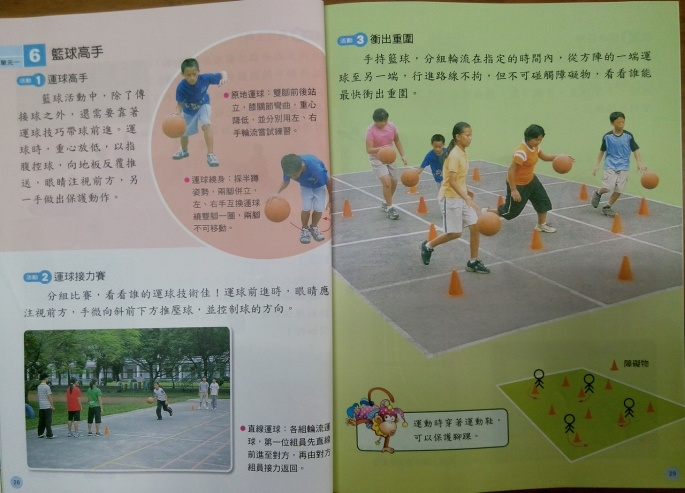 單元一 6 籃球高手
活動 1 運球高手
籃球活動中，除了傳
接球之外，還需要靠著
運球技巧帶球前進。運
球時，重心放低，以指
腹控球，向地板反覆推
送，眼睛注視前方，另
一手做出保護動作。
●原地運球：雙腳前後站
立，膝關節彎曲，重心
降低，並分別用左、右
手輪流嘗試練習。
●運球繞身：採半蹲
姿勢，兩腳併立，
左、右手互換運球
繞雙腳一圈，兩腳
不可移動。
活動 2 運球接力賽
分組比賽，看看誰的運球技術佳！運球前進時，眼睛應
注視前方，手微向斜前下方推壓球，並控制球的方向。
●直線運球：各組輪流運
球，第一位組員先直線
前進至對方，再由對方
組員接力返回。
38
活動 3 衝出重圍
手持籃球，分組輪流在指定的時間內，從方陣的一端運
球至另一端，行進路線不拘，但不可碰觸障礙物，看看誰能
最快衝出重圍。
障礙物
運動時穿著運動鞋，
可以保護腳踝。
39